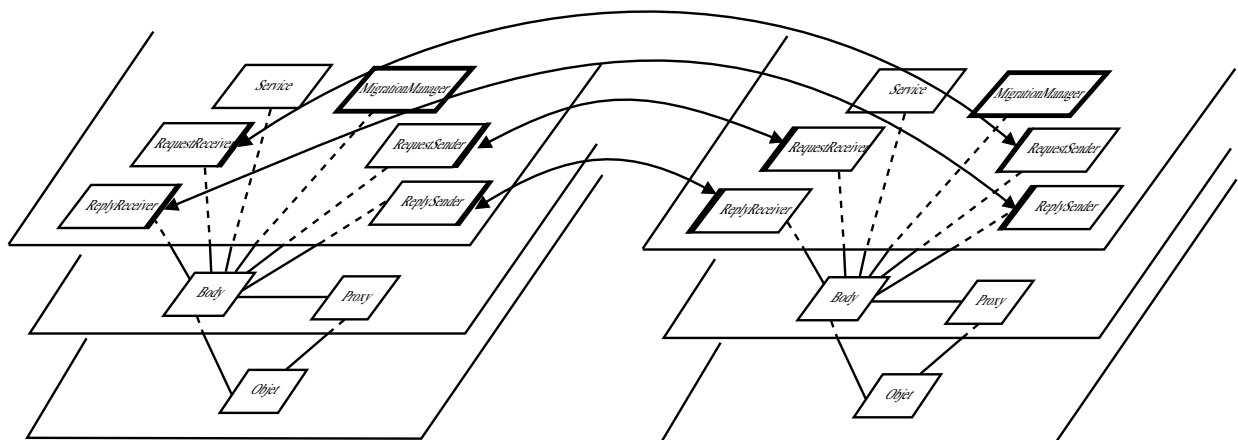 Service
MigrationManager
RequestReceiver
RequestSender
ReplyReceiver
ReplySender
Body
Proxy
Objet
Service
MigrationManager
RequestReceiver
RequestSender
ReplyReceiver
ReplySender
Body
Proxy
Objet